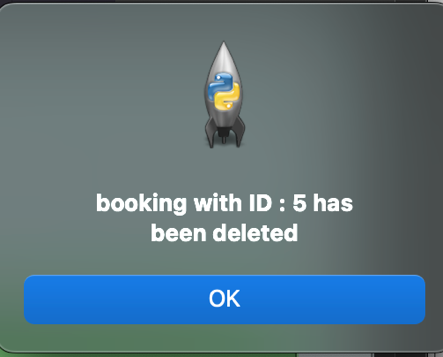 booking with ID : 5 has
been deleted
OK